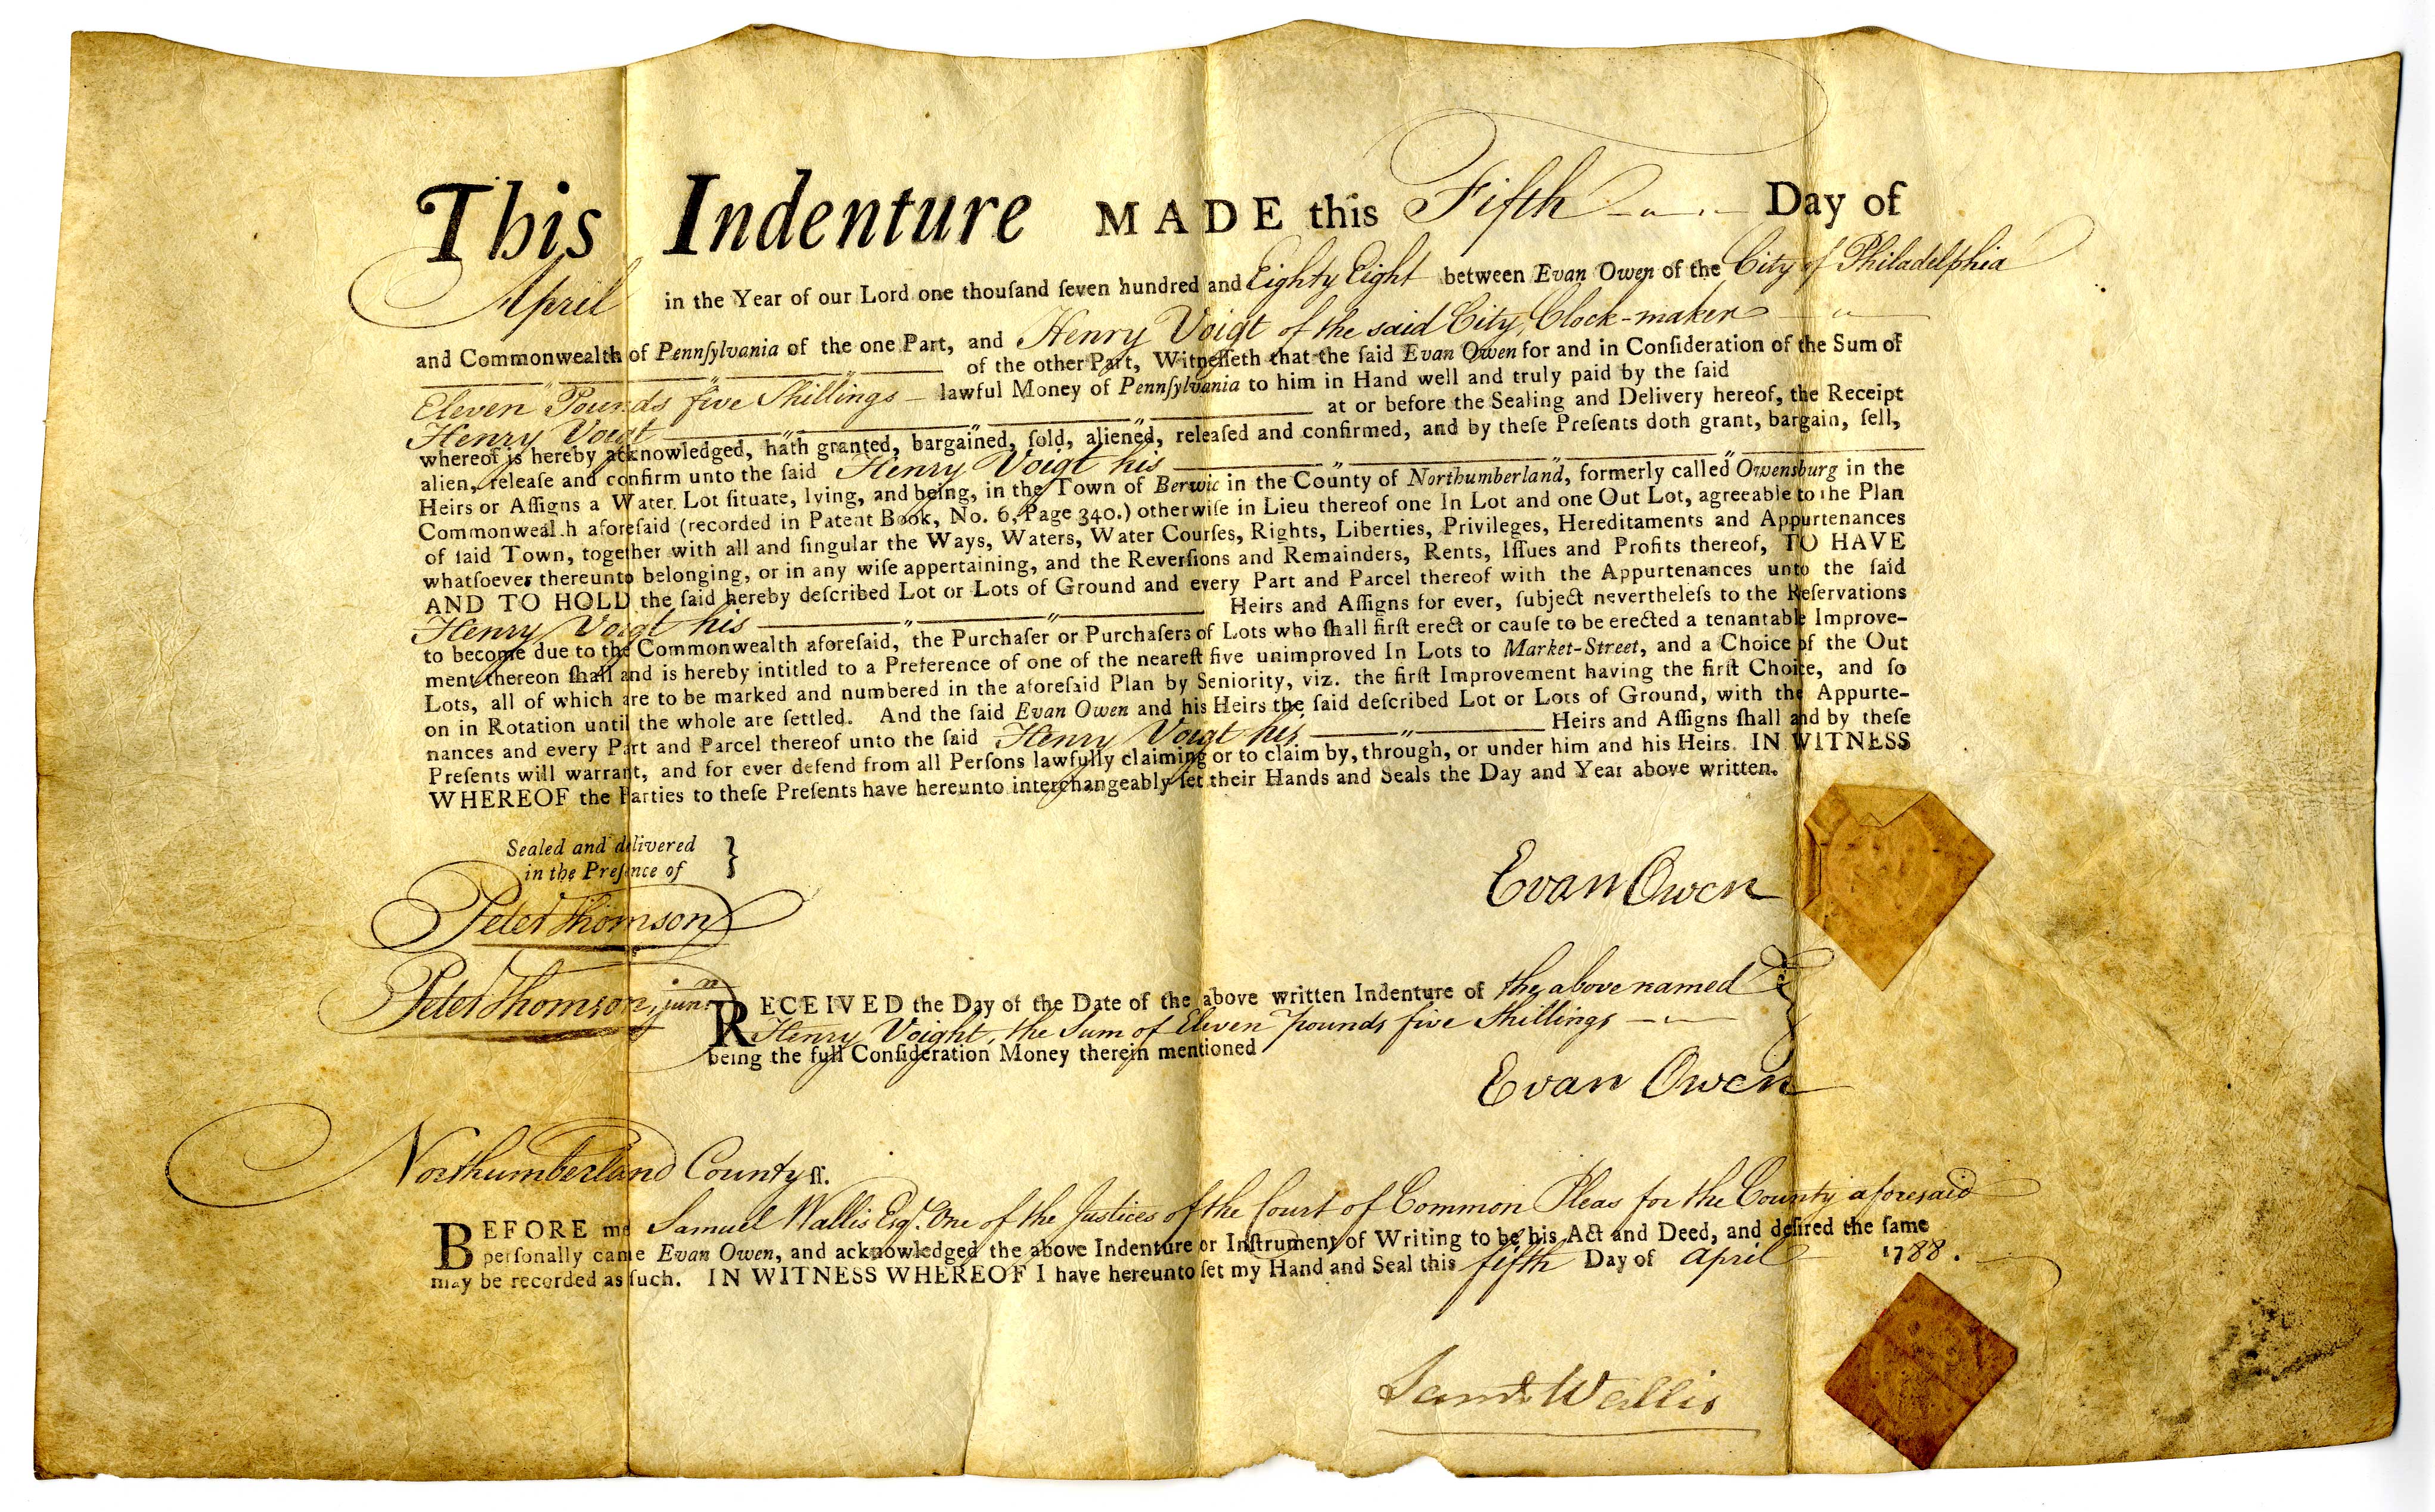 This Indenture MADE this Fifth Day of
April in the Year of our Lord one thouſand ſeven hundred and Eighty Eight between Evan Owen of the City of Philadelphia
and Commonwealth of Pennſylvania of the one Part, and Henry Voigt of the said City, Clock-maker
of the other Part, Witneſſeth that the ſaid Evan Owen for and in Conſideration of the Sum of
Eleven Pounds five Shillings lawful Money of Pennſylvania to him in Hand well and truly paid by the ſaid
Henry Voigt at or before the Sealing and Delivery hereof, the Receipt
whereof is hereby acknowledged, hath granted, bargained, ſold, aliened, releaſed and confirmed, and by theſe Preſents doth grant, bargain, ſell,
alien, releaſe and confirm unto the ſaid Henry Voigt his
Heirs or Aſſigns a Water Lot ſituate, lying, and being, in the Town of Berwic in the County of Northumberland, formerly called Owensburg in the
Commonweal.h aforeſaid (recorded in Patent Book, No. 6, Page 340.) otherwiſe in Lieu thereof one In Lot and one Out Lot, agreeable to the Plan
of ſaid Town, together with all and ſingular the Ways, Waters, Water Courſes, Rights, Liberties, Privileges, Hereditaments and Appurtenances
whatſoever thereunto belonging, or in any wiſe appertaining, and the Reverſions and Remainders, Rents, Iſſues and Profits thereof, TO HAVE
AND TO HOLD the ſaid hereby deſcribed Lot or Lots of Ground and every Part and Parcel thereof with the Appurtenances unto the ſaid
Henry Voigt his Heirs and Aſſigns for ever, ſubject nevertheleſs to the Reſervations
to become due to the Commonwealth aforeſaid, the Purchaſer or Purchaſers of Lots who ſhall firſt erect or cauſe to be erected a tenantable Improve-
ment thereon ſhall and is hereby intitled to a Preference of one of the neareſt five unimproved In Lots to Market-Street, and a Choice of the Out
Lots, all of which are to be marked and numbered in the aforeſaid Plan by Seniority, viz. the firſt Improvement having the firſt Choice, and ſo
on in Rotation until the whole are ſettled. And the ſaid Evan Owen and his Heirs the ſaid deſcribed Lot or Lots of Ground, with the Appurte-
nances and every Part and Parcel thereof unto the ſaid Henry Voigt his Heirs and Aſſigns ſhall and by theſe
Preſents will warrant, and for ever defend from all Perſons lawfully claiming or to claim by, through, or under him and his Heirs. IN WITNESS
WHEREOF the Parties to theſe Preſents have hereunto interchangeably ſet their Hands and Seals the Day and Year above written.
Sealed and delivered
in the Preſence of }
Evan Owen
Peter Thomson
Peter Thomson, junr.
RECEIVED the Day of the Date of the above written Indenture of the above named
Henry Voight, the Sum of Eleven pounds five Shillings
being the full Conſideration Money therein mentioned
Evan Owen
Northumberland County ſſ.
BEFORE me Samuel Wallis Esqr. One of the Justices of the Court of Common Pleas for the County aforesaid
perſonally came Evan Owen, and acknowledged the above Indenture or Inſtrument of Writing to be his Act and Deed, and deſired the ſame
may be recorded as ſuch. IN WITNESS WHEREOF I have hereunto ſet my Hand and Seal this fifth Day of April 1788.
Saml Wallis